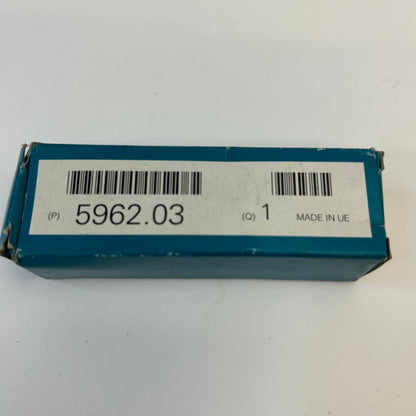 (P) 5962.03 (Q) 1 MADE IN UE